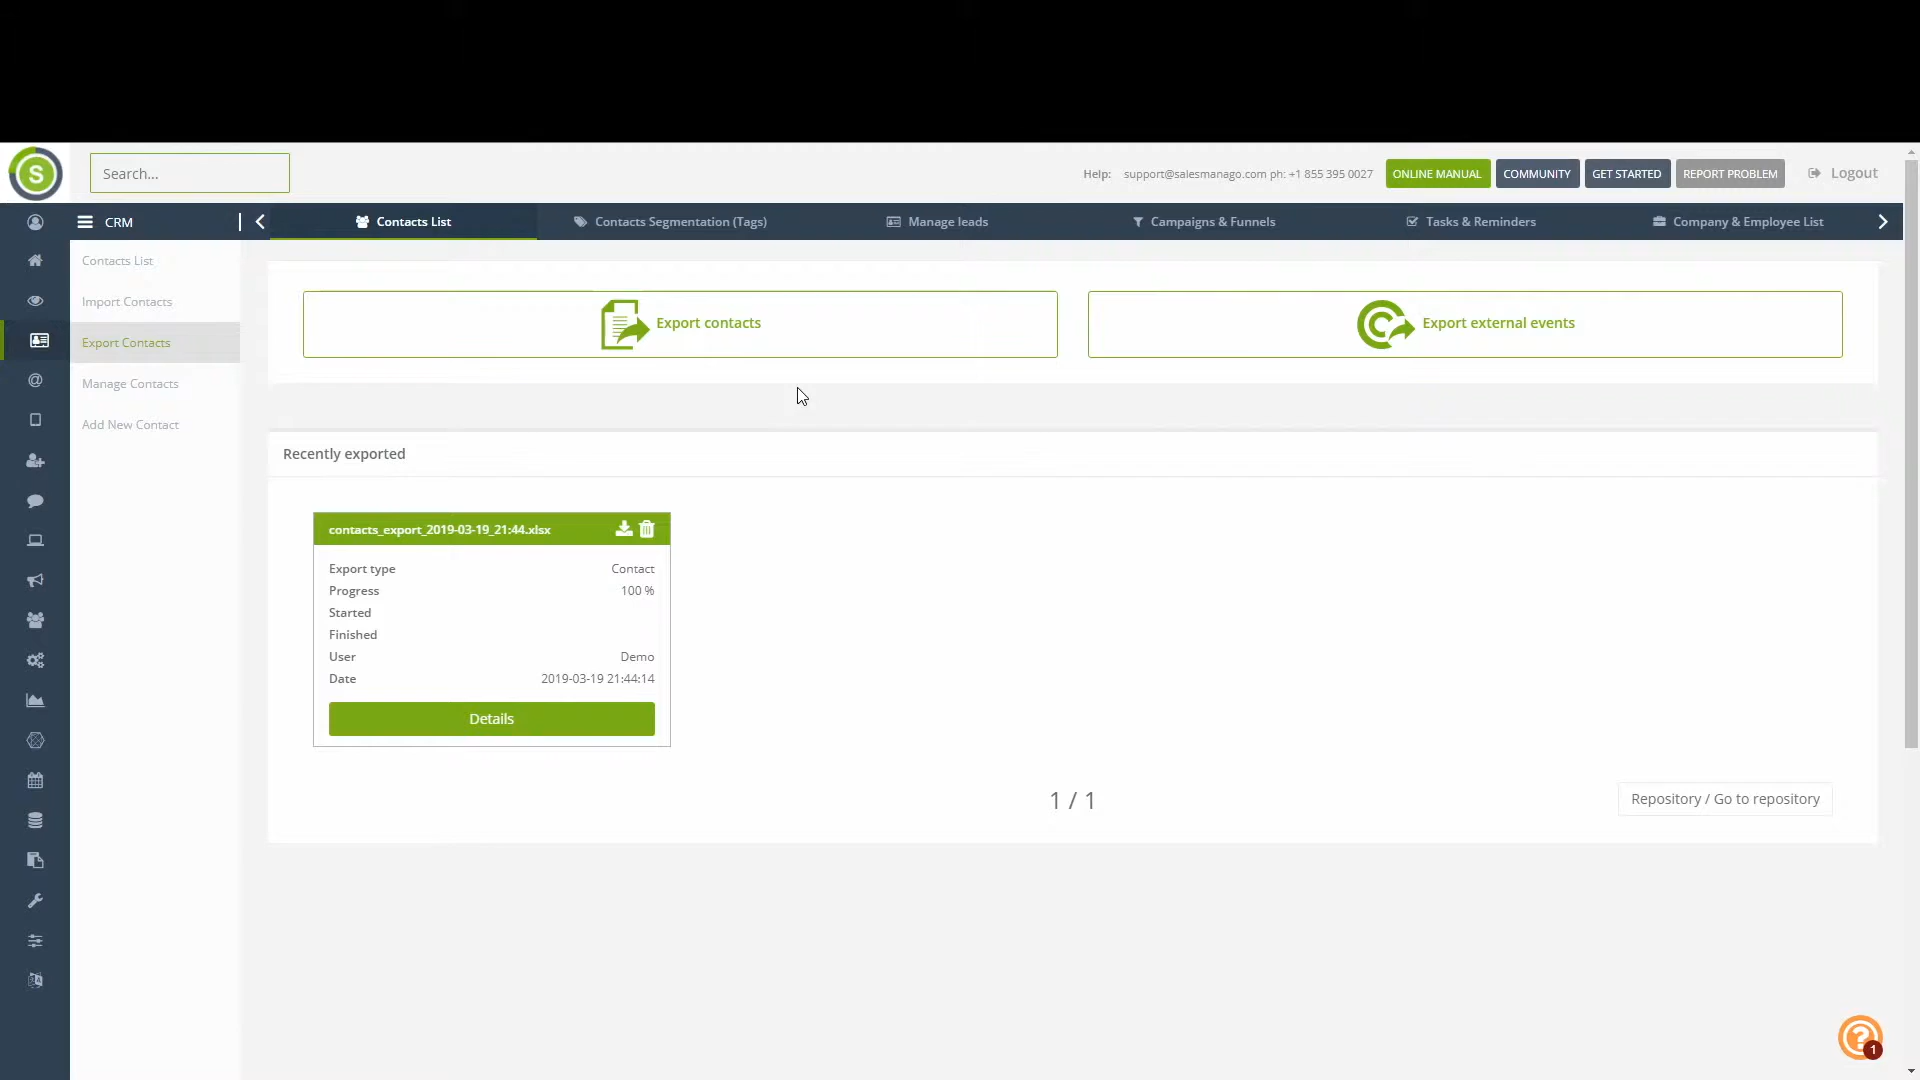 S
Search...
Help: support@salesmanago.com ph: +1 855 395 0027
ONLINE MANUAL
COMMUNITY
GET STARTED
REPORT PROBLEM
Logout
CRM
Contacts List
Contacts Segmentation (Tags)
Manage leads
Campaigns & Funnels
Tasks & Reminders
Company & Employee List
Contacts List
Import Contacts
Export Contacts
Manage Contacts
Add New Contact
Export contacts
Export external events
Recently exported
contacts_export_2019-03-19_21:44.xlsx
Export type Contact
Progress 100 %
Started
Finished
User Demo
Date 2019-03-19 21:44:14
Details
1 / 1
Repository / Go to repository
1